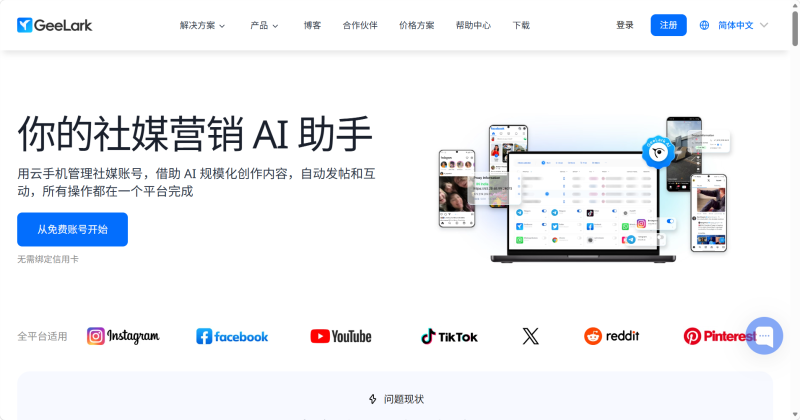 GeeLark
解决方案
产品
博客
合作伙伴
价格方案
帮助中心
下载
登录
注册
简体中文
你的社媒营销 AI 助手
用云手机管理社媒账号，借助 AI 规模化创作内容，自动发帖和互
动，所有操作都在一个平台完成
从免费账号开始
无需绑定信用卡
全平台适用
Instagram
facebook
YouTube
TikTok
reddit
Pinterest
问题现状